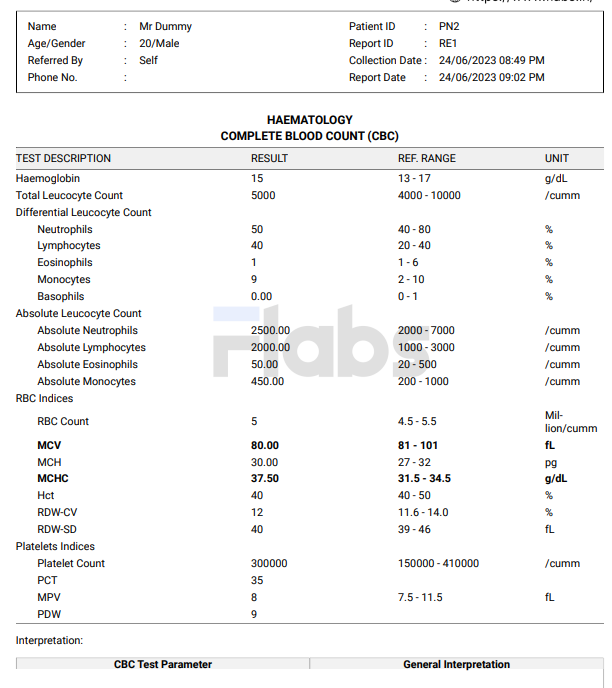 Name : Mr Dummy Patient ID : PN2
Age/Gender : 20/Male Report ID : RE1
Referred By : Self Collection Date : 24/06/2023 08:49 PM
Phone No. : Report Date : 24/06/2023 09:02 PM
HAEMATOLOGY
COMPLETE BLOOD COUNT (CBC)
TEST DESCRIPTION RESULT REF. RANGE UNIT
Haemoglobin 15 13 - 17 g/dL
Total Leucocyte Count 5000 4000 - 10000 /cumm
Differential Leucocyte Count
Neutrophils 50 40 - 80 %
Lymphocytes 40 20 - 40 %
Eosinophils 1 1 - 6 %
Monocytes 9 2 - 10 %
Basophils 0.00 0 - 1 %
Absolute Leucocyte Count
Absolute Neutrophils 2500.00 2000 - 7000 /cumm
Absolute Lymphocytes 2000.00 1000 - 3000 /cumm
Absolute Eosinophils 50.00 20 - 500 /cumm
Absolute Monocytes 450.00 200 - 1000 /cumm
Flabs
RBC Indices
RBC Count 5 4.5 - 5.5 Mil-
lion/cumm
MCV 80.00 81 - 101 fL
MCH 30.00 27 - 32 pg
MCHC 37.50 31.5 - 34.5 g/dL
Hct 40 40 - 50 %
RDW-CV 12 11.6 - 14.0 %
RDW-SD 40 39 - 46 fL
Platelets Indices
Platelet Count 300000 150000 - 410000 /cumm
PCT 35
MPV 8 7.5 - 11.5 fL
PDW 9
Interpretation:
CBC Test Parameter General Interpretation